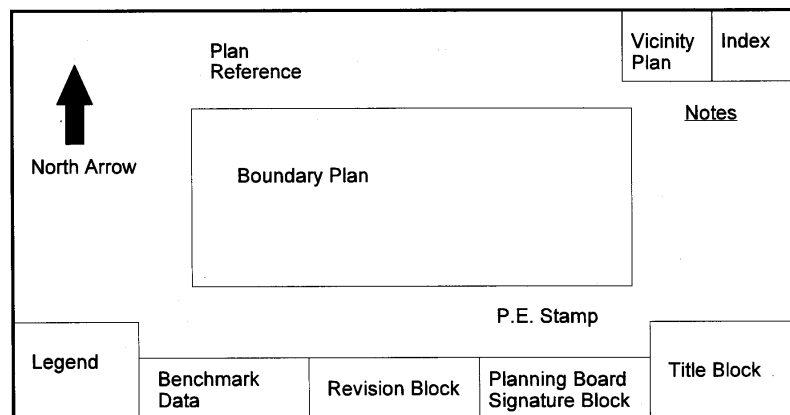 Plan
Reference
Vicinity
Plan
Index
Notes
North Arrow
Boundary Plan
P.E. Stamp
Legend
Benchmark
Data
Revision Block
Planning Board
Signature Block
Title Block